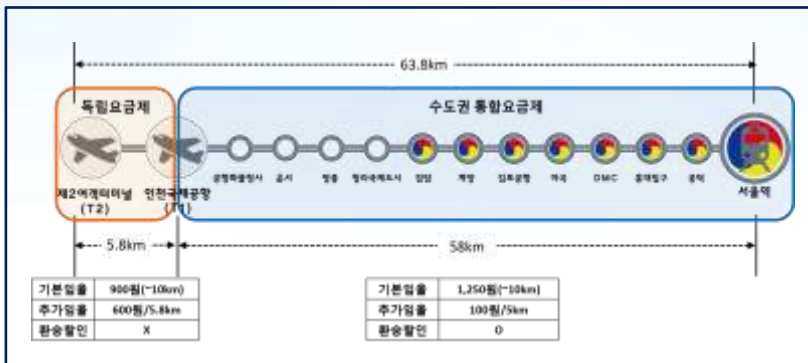 63.8km
독립요금제
수도권 통합요금제
제2여객터미널 (T2)
인천국제공항 (T1)
공항화물청사
운서
영종
청라국제도시
검암
계양
김포공항
마곡
DMC
홍대입구
공덕
서울역
5.8km
58km
기본임율 900원(~10km)
추가임율 600원/5.8km
환승할인 X
기본임율 1,250원(~10km)
추가임율 100원/5km
환승할인 O